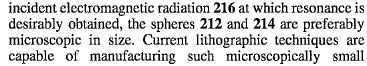 incident electromagnetic radiation 216 at which resonance is
desirably obtained, the spheres 212 and 214 are preferably
microscopic in size. Current lithographic techniques are
capable of manufacturing such microscopically small